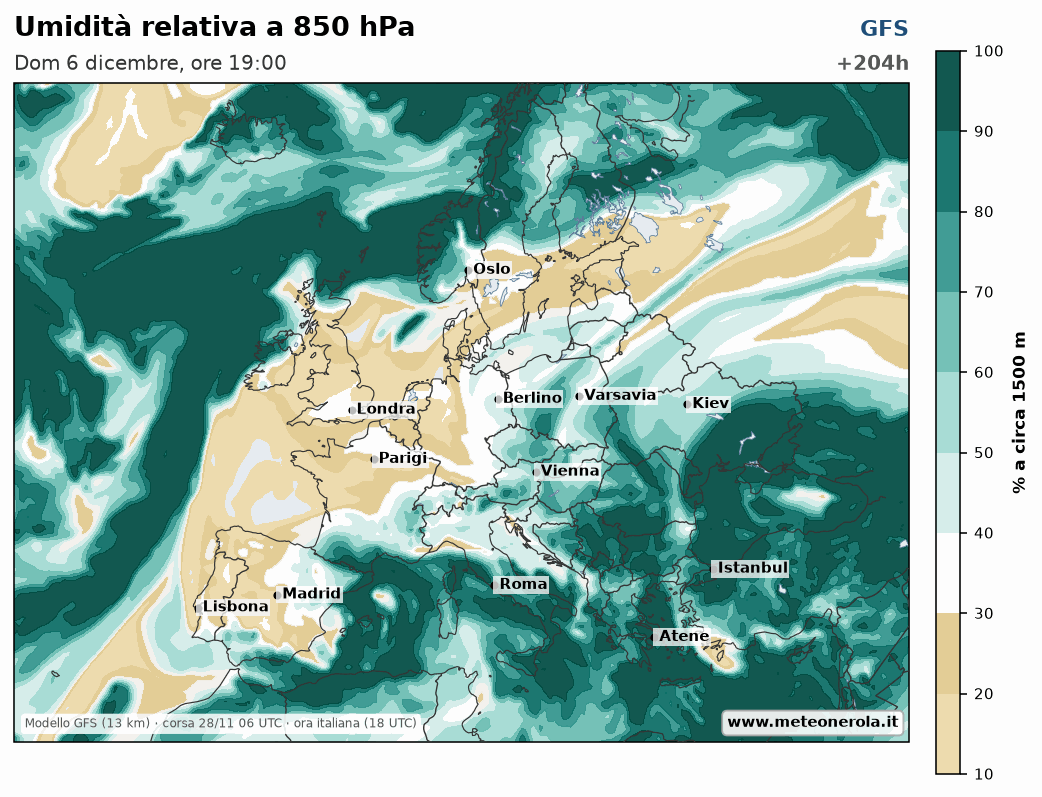 Umidità relativa a 850 hPa
GFS
Dom 6 dicembre, ore 19:00
+204h
100
90
80
70
60
50
40
30
20
10
% a circa 1500 m
Oslo
Londra
Berlino
Varsavia
Kiev
Parigi
Vienna
Istanbul
Roma
Madrid
Lisbona
Atene
Modello GFS (13 km) · corsa 28/11 06 UTC · ora italiana (18 UTC)
www.meteonerola.it